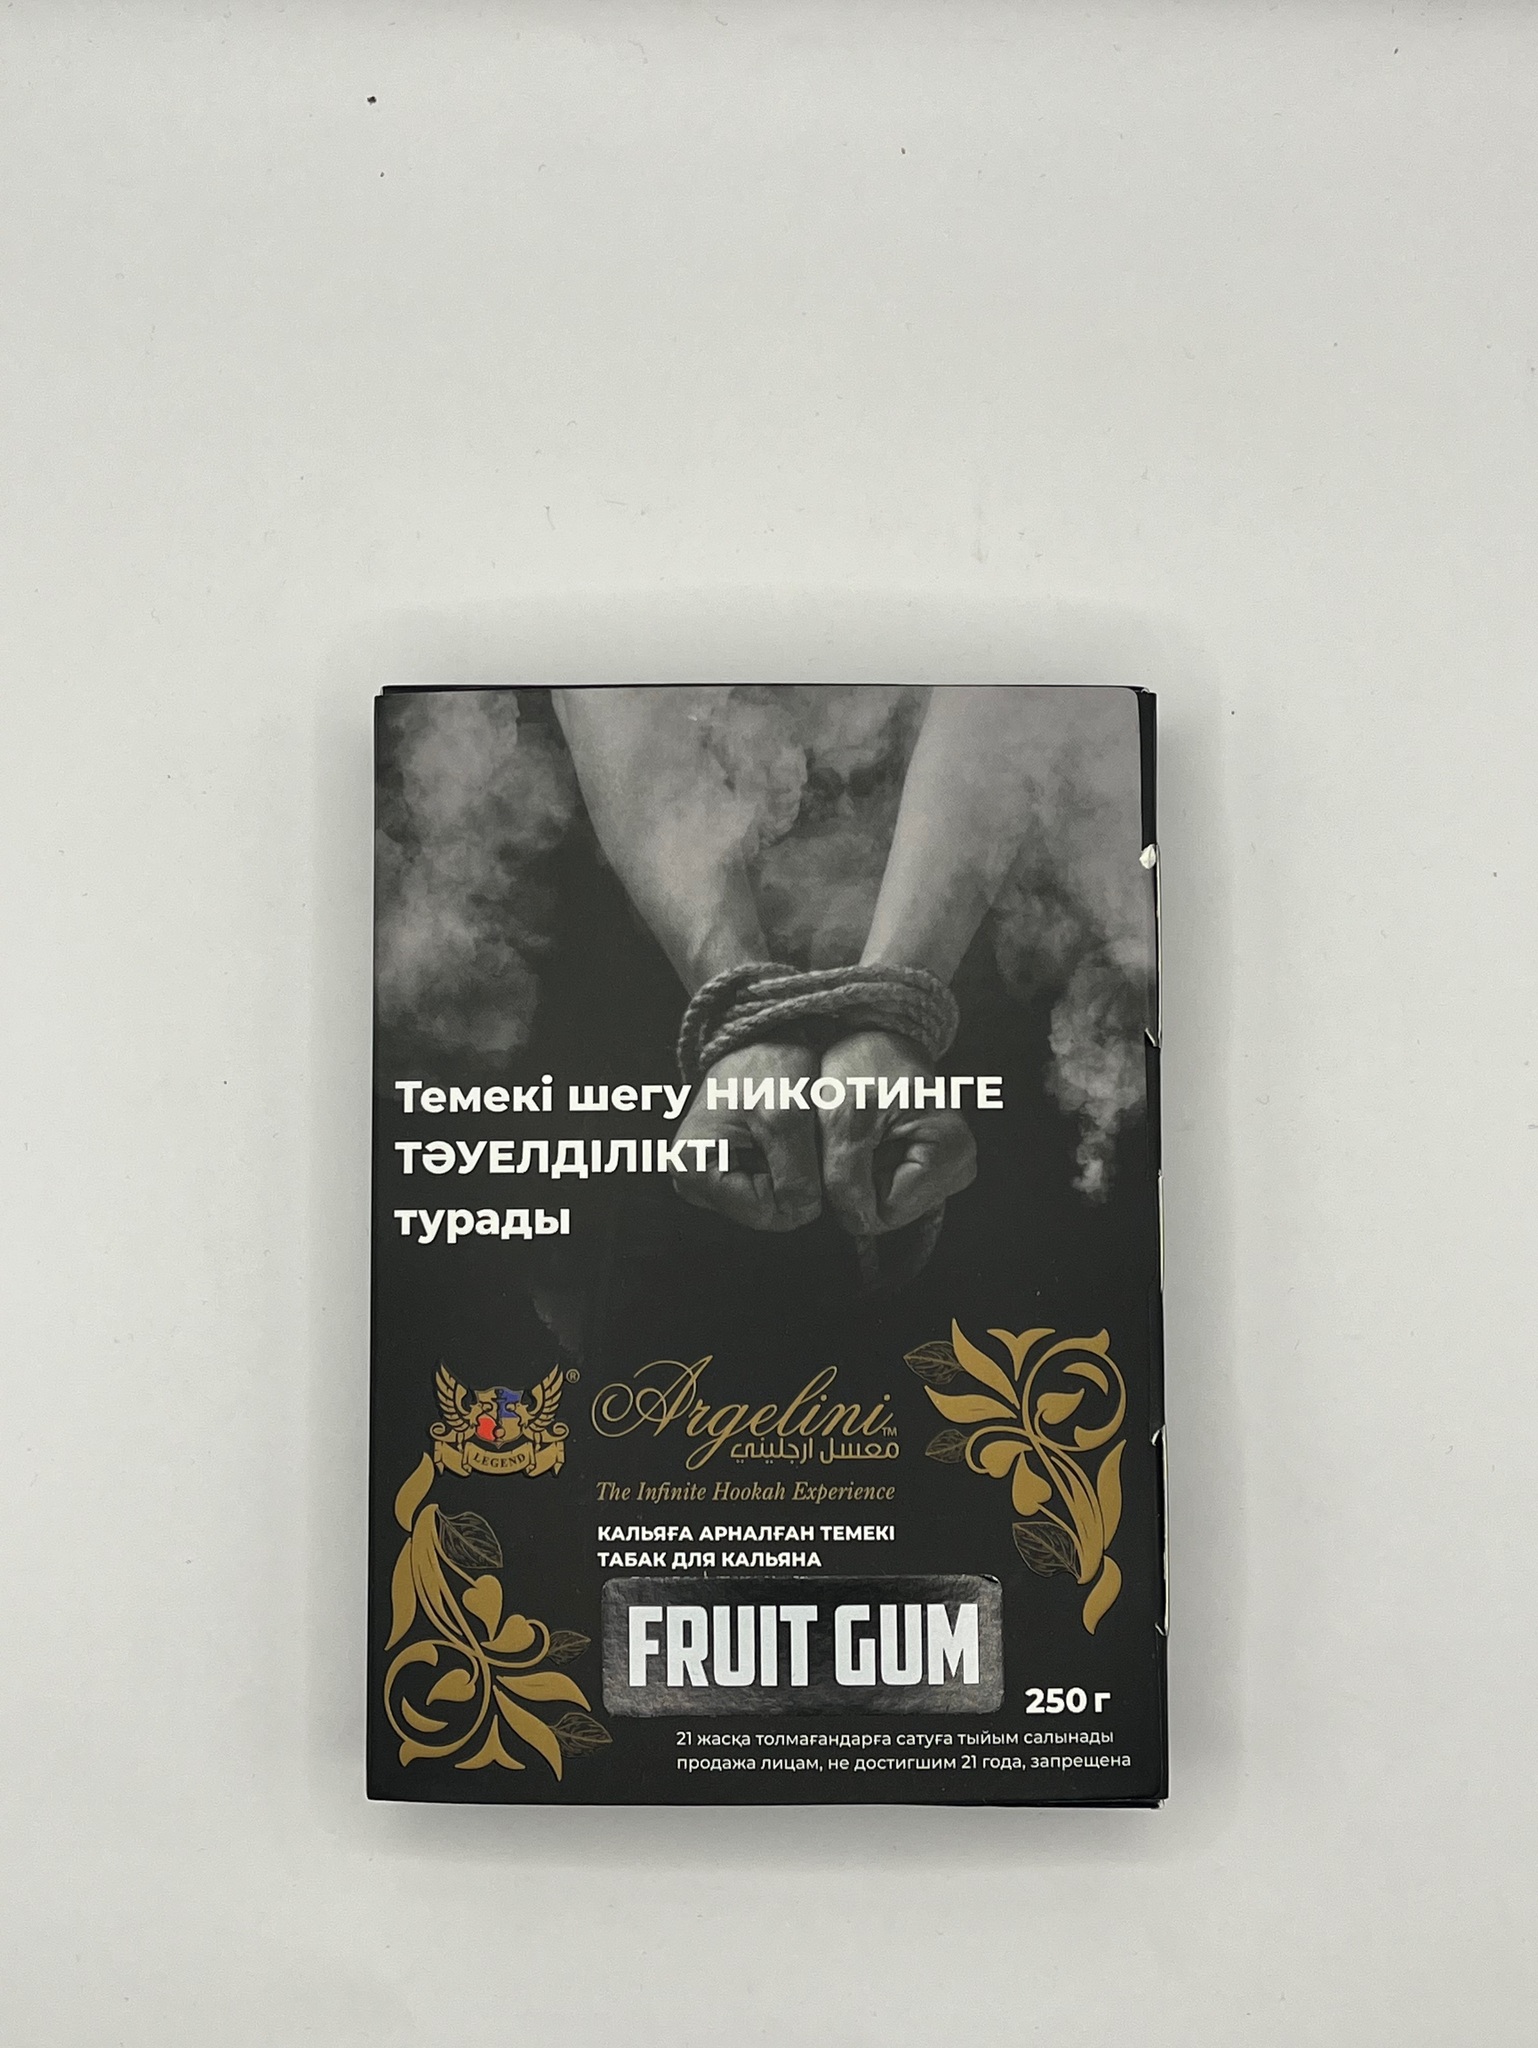 Темекі шегу НИКОТИНГЕ
ТӘУЕЛДІЛІКТІ
турады
®
LEGEND
Argelini™
معسل ارجليني
The Infinite Hookah Experience
КАЛЬЯҒА АРНАЛҒАН ТЕМЕКІ
ТАБАК ДЛЯ КАЛЬЯНА
FRUIT GUM
250 г
21 жасқа толмағандарға сатуға тыйым салынады
продажа лицам, не достигшим 21 года, запрещена